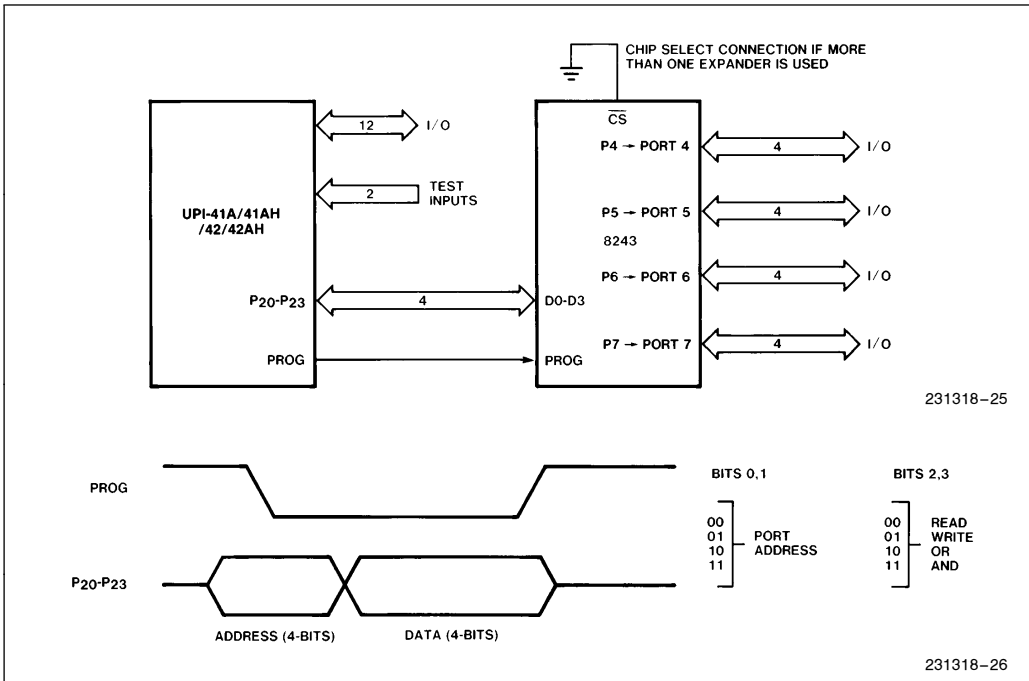 CHIP SELECT CONNECTION IF MORE
THAN ONE EXPANDER IS USED
CS
12 I/O
P4 → PORT 4 4 I/O
2 TEST
INPUTS
UPI-41A/41AH
/42/42AH
P5 → PORT 5 4 I/O
8243
P6 → PORT 6 4 I/O
P20-P23 4 D0-D3
P7 → PORT 7 4 I/O
PROG PROG
231318-25
PROG
BITS 0,1
00
01
10
11
PORT
ADDRESS
BITS 2,3
00 READ
01 WRITE
10 OR
11 AND
P20-P23
ADDRESS (4-BITS) DATA (4-BITS)
231318-26